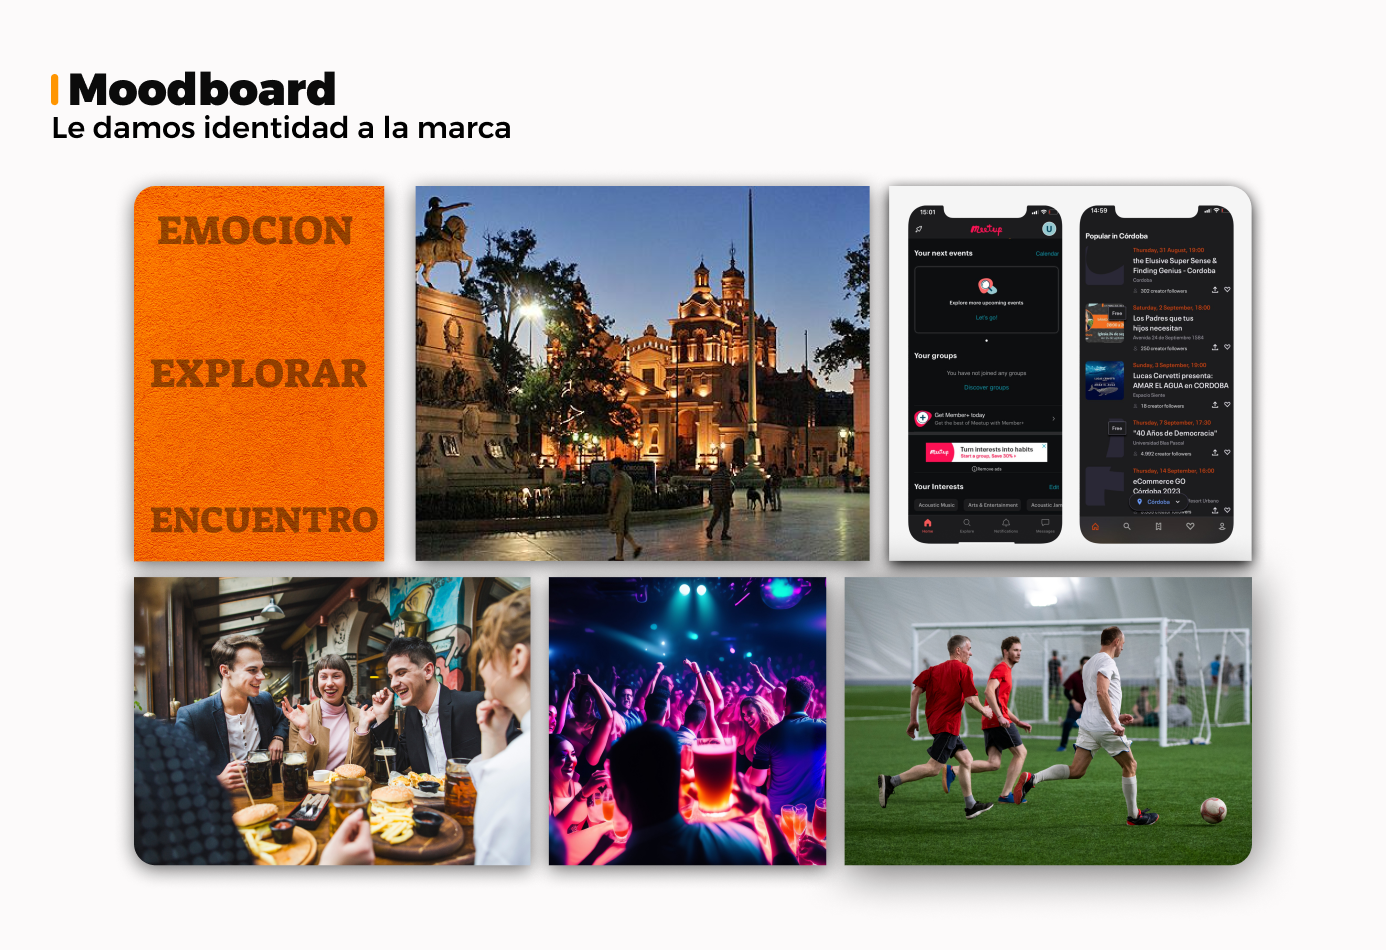 Moodboard
Le damos identidad a la marca
EMOCION
EXPLORAR
ENCUENTRO
CORDOBA
15:01
Meetup
U
Your next events
Calendar
Explore more upcoming events
Let's go!
Your groups
You have not joined any groups
Discover groups
Get Member+ today
Get the best of Meetup with Member+
Meetup
Turn interests into habits
Start a group, Save 30%
Remove ads
Your Interests
Edit
Acoustic Music
Arts & Entertainment
Acoustic Jam
Home
Explore
Notifications
Messages
14:59
Popular in Córdoba
Thursday, 31 August, 19:00
the Elusive Super Sense &
Finding Genius - Cordoba
Cordoba
302 creator followers
Saturday, 2 September, 18:00
Free
Los Padres que tus
hijos necesitan
Avenida 24 de Septiembre 1564
250 creator followers
Sunday, 3 September, 19:00
Lucas Cervetti presenta:
AMAR EL AGUA en CORDOBA
Espacio Siente
18 creator followers
Thursday, 7 September, 17:30
Free
"40 Años de Democracia"
Universidad Blas Pascal
4.992 creator followers
Thursday, 14 September, 16:00
eCommerce GO
Córdoba 2023
Córdoba
Resort Urbano